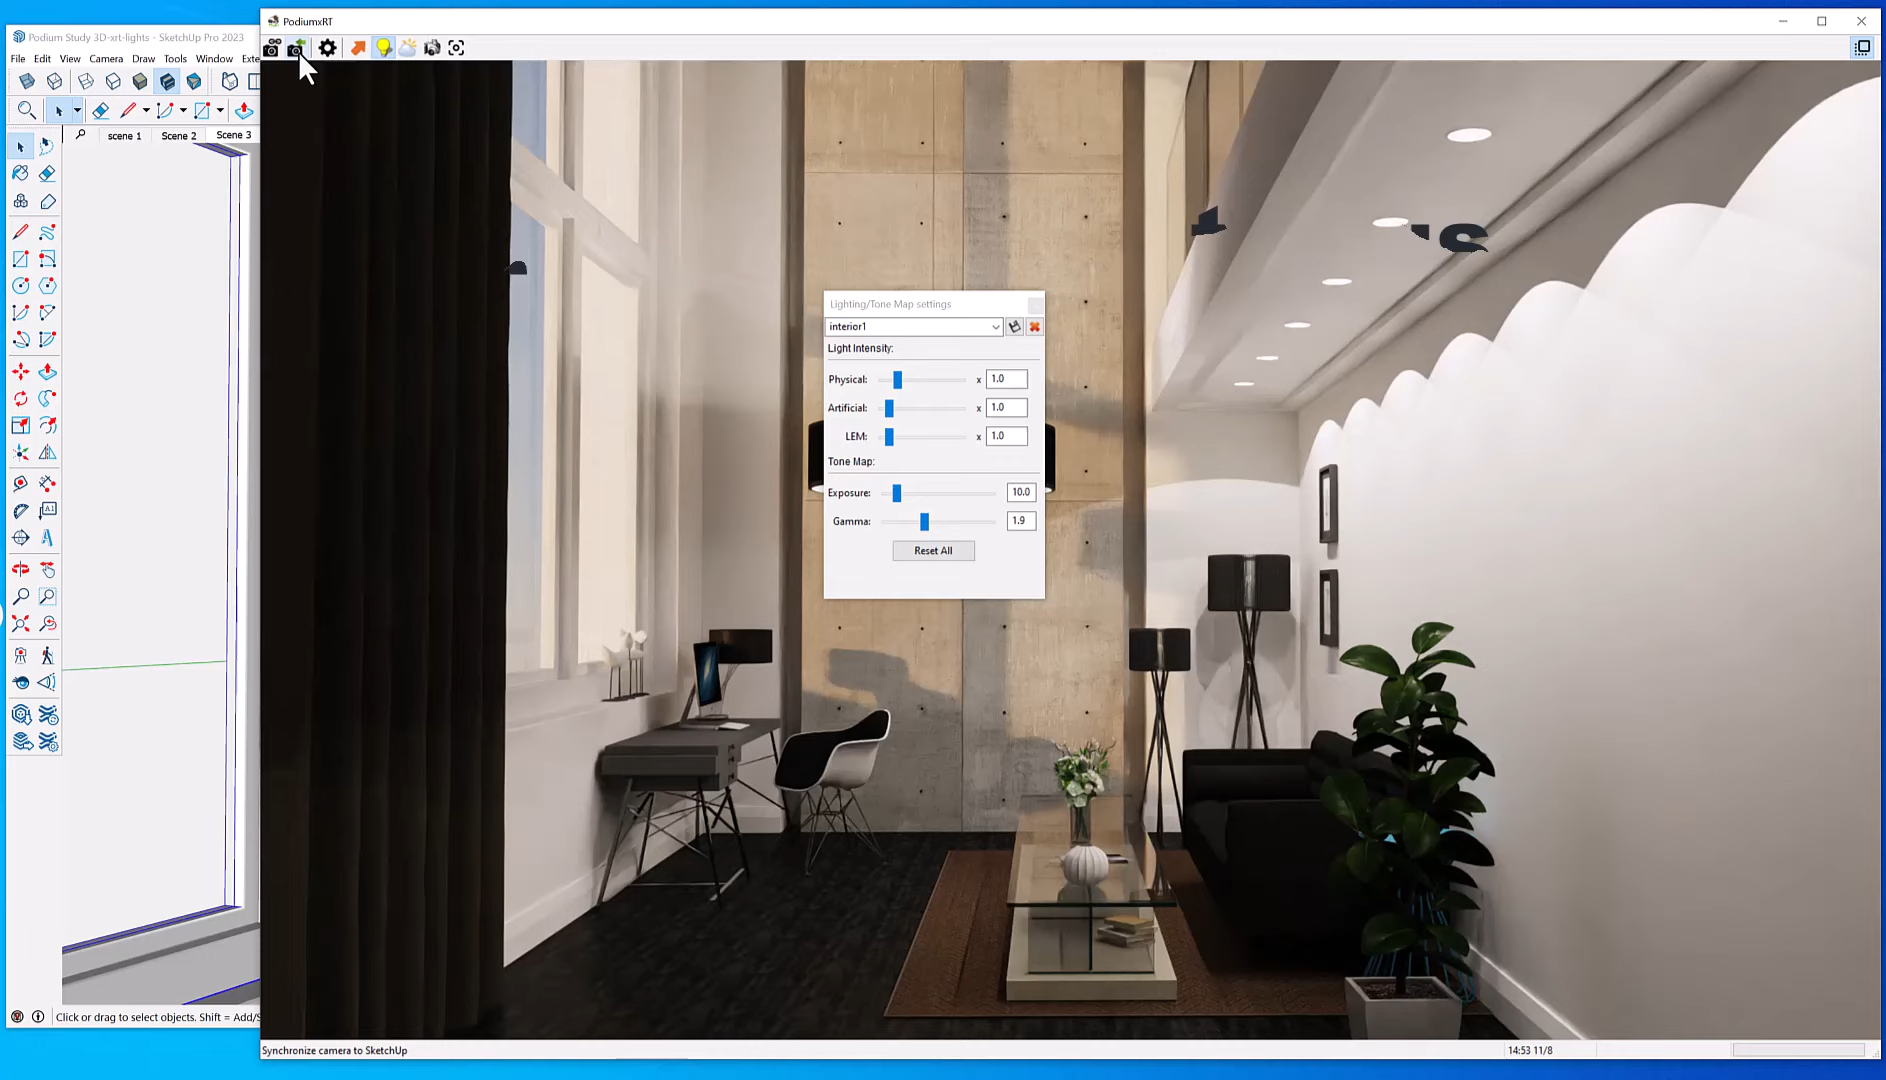 PodiumxRT
Podium Study 3D-xrt-lights - SketchUp Pro 2023
File Edit View Camera Draw Tools Window Exte
scene 1 Scene 2 Scene 3
Lighting/Tone Map settings
interior1
Light Intensity:
Physical: x 1.0
Artificial: x 1.0
LEM: x 1.0
Tone Map:
Exposure: 10.0
Gamma: 1.9
Reset All
A1
Click or drag to select objects. Shift = Add/S
Synchronize camera to SketchUp
14:53 11/8